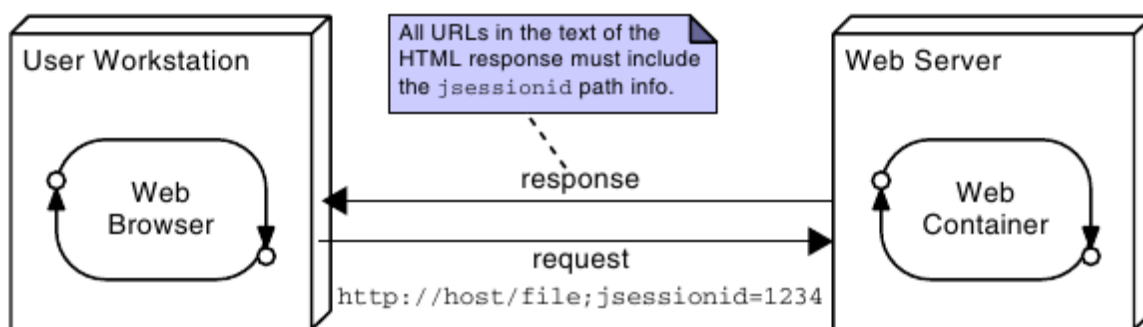 User Workstation
All URLs in the text of the
HTML response must include
the jsessionid path info.
Web Server
Web
Browser
response
request
http://host/file;jsessionid=1234
Web
Container